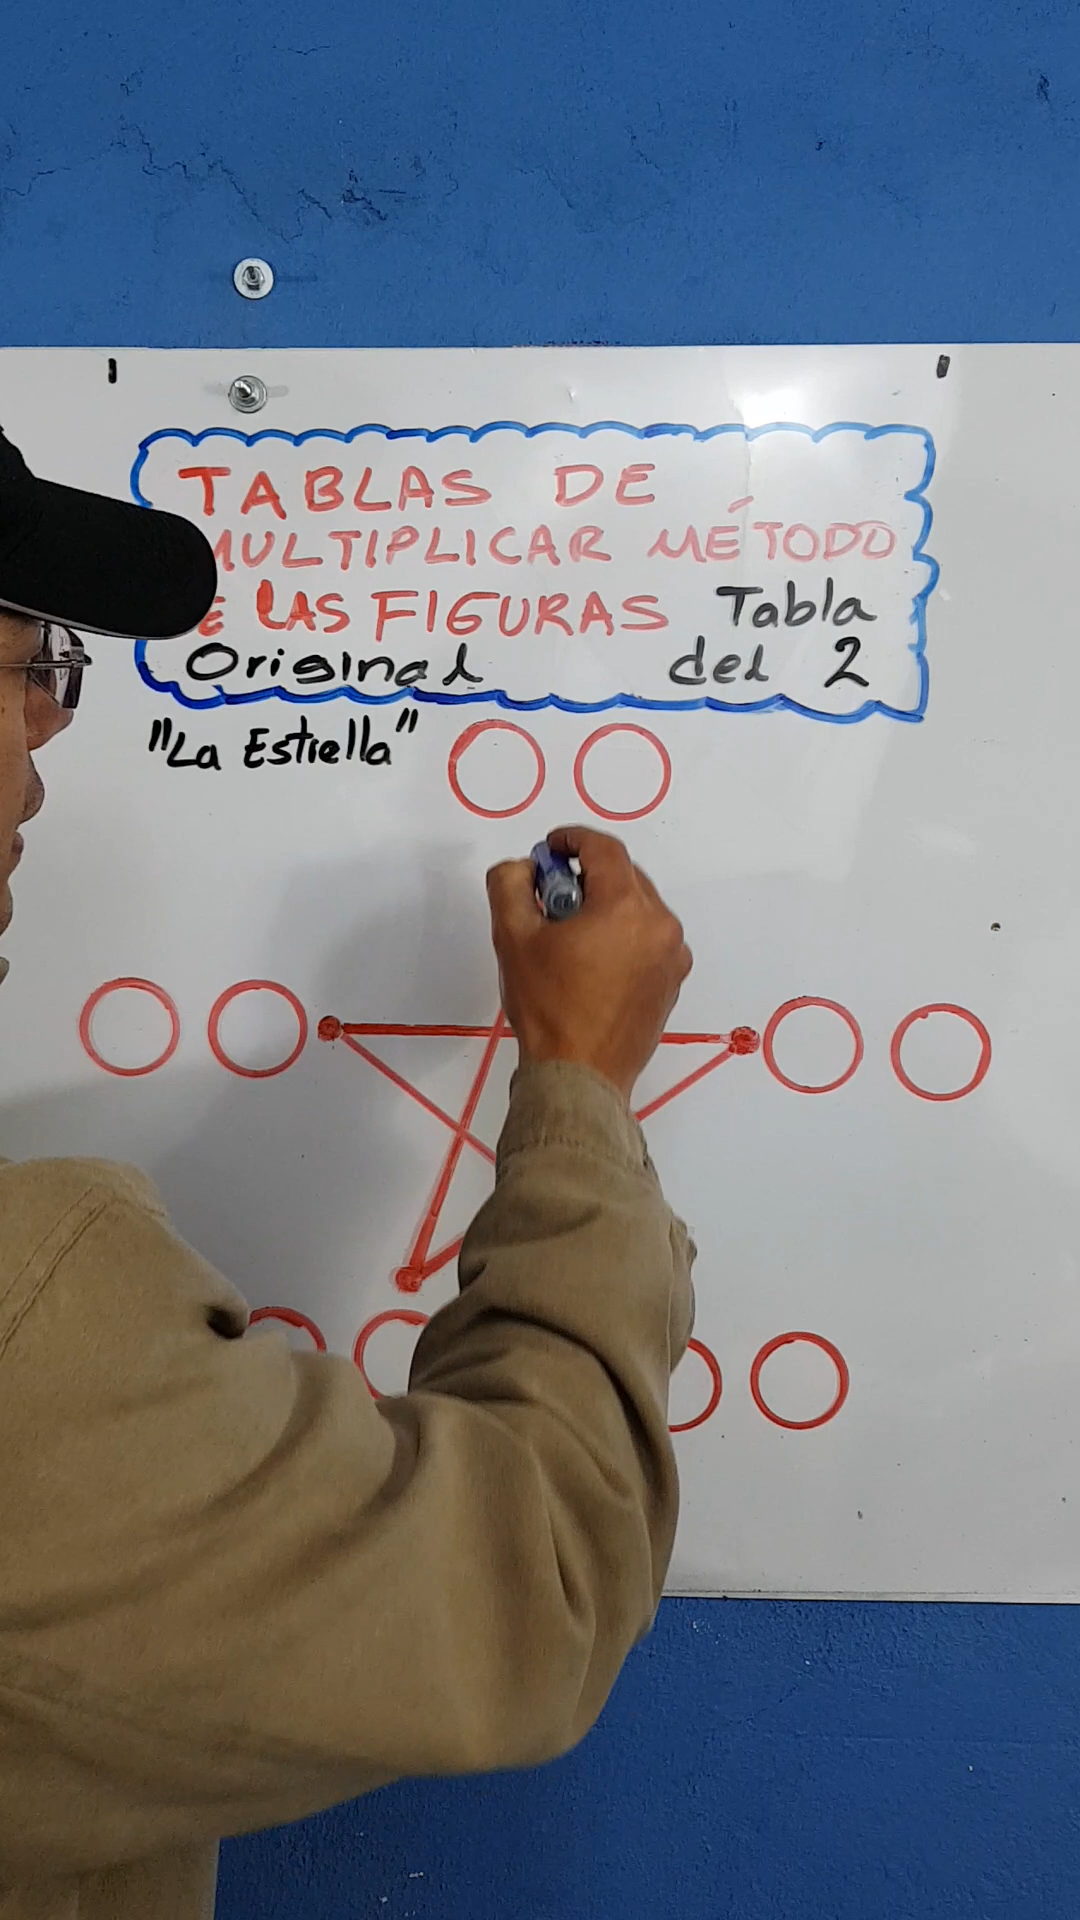 TABLAS DE
MULTIPLICAR MÉTODO
LAS FIGURAS Tabla
Original del 2
"La Estrella"